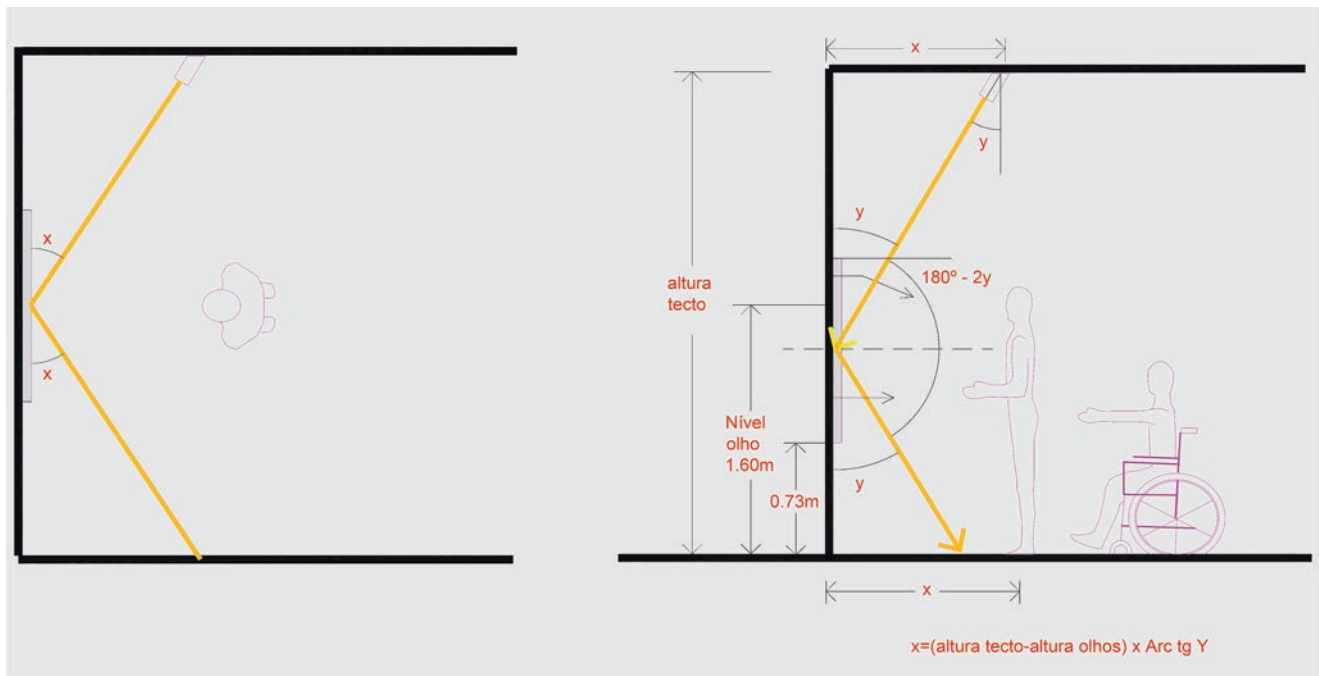 x
x
x
y
y
180º - 2y
altura
tecto
Nível
olho
1.60m
0.73m
y
x
x=(altura tecto-altura olhos) x Arc tg Y